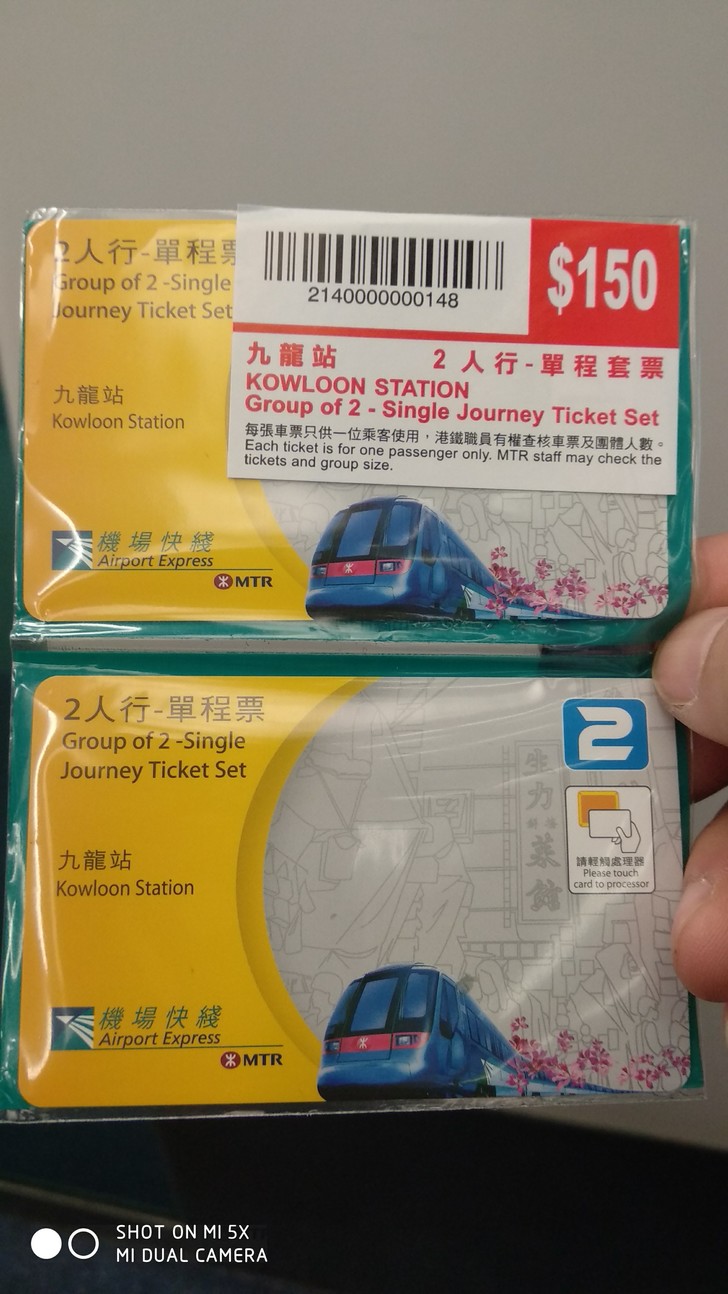 2人行-單程票
Group of 2 -Single
Journey Ticket Set
九龍站
Kowloon Station
機場快綫
Airport Express
MTR
2140000000148
$150
九龍站 2人行-單程套票
KOWLOON STATION
Group of 2 - Single Journey Ticket Set
每張車票只供一位乘客使用，港鐵職員有權查核車票及團體人數。
Each ticket is for one passenger only. MTR staff may check the
tickets and group size.
2人行-單程票
Group of 2 -Single
Journey Ticket Set
九龍站
Kowloon Station
機場快綫
Airport Express
MTR
2
請輕觸處理器
Please touch
card to processor
SHOT ON MI 5X
MI DUAL CAMERA